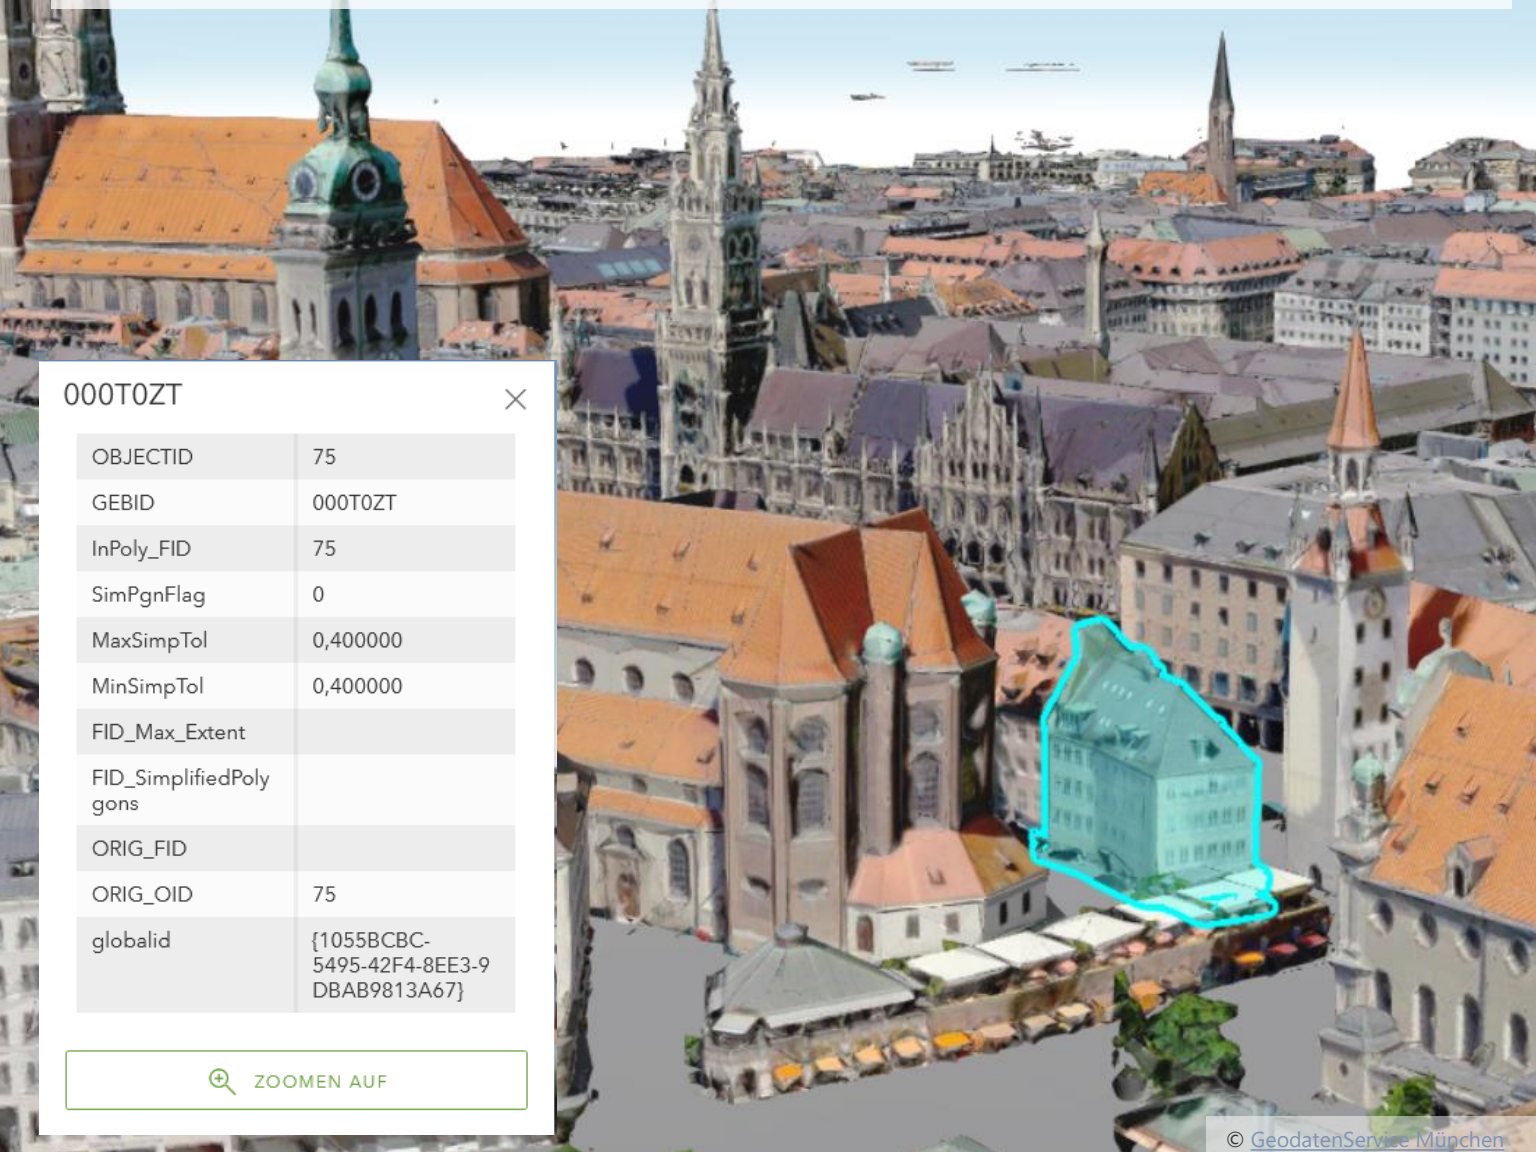 000T0ZT
OBJECTID 75
GEBID 000T0ZT
InPoly_FID 75
SimPgnFlag 0
MaxSimpTol 0,400000
MinSimpTol 0,400000
FID_Max_Extent
FID_SimplifiedPoly
gons
ORIG_FID
ORIG_OID 75
globalid {1055BCBC-
5495-42F4-8EE3-9
DBAB9813A67}
ZOOMEN AUF
© GeodatenService München